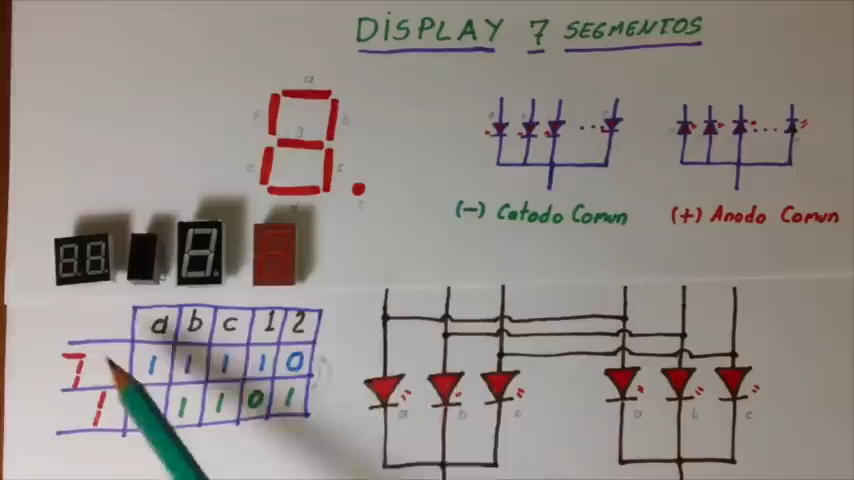 DISPLAY 7 SEGMENTOS
a
f b
g
e c
d
(-) Catodo Comun
(+) Anodo Comun
a b c 1 2
7 1 1 1 1 0
1 1 1 0 1
a b c a b c